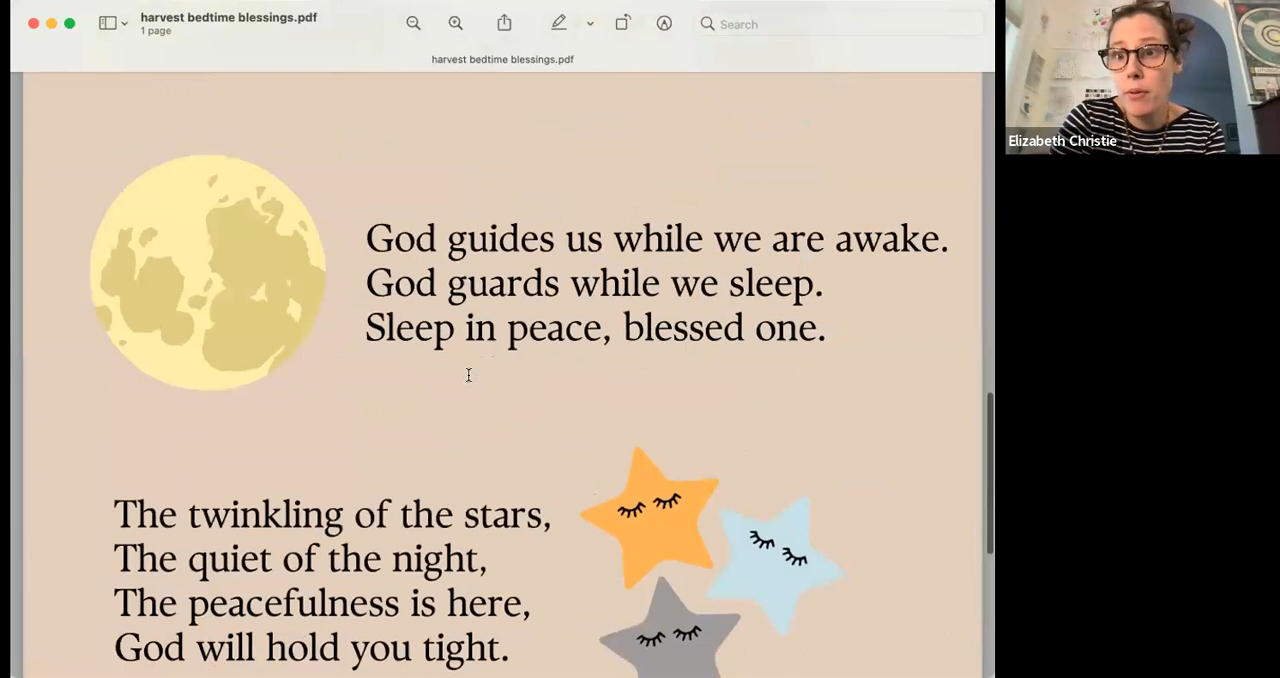 harvest bedtime blessings.pdf
1 page
Search
harvest bedtime blessings.pdf
Elizabeth Christie
God guides us while we are awake.
God guards while we sleep.
Sleep in peace, blessed one.
The twinkling of the stars,
The quiet of the night,
The peacefulness is here,
God will hold you tight.